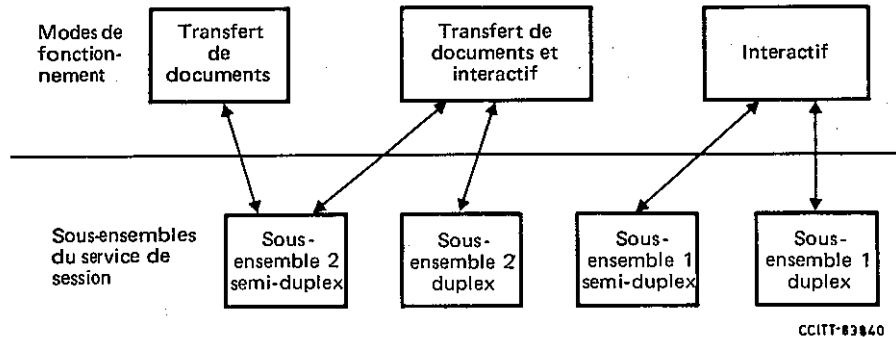 Modes de
fonction-
nement
Transfert
de
documents
Transfert de
documents et
interactif
Interactif
Sous-ensembles
du service de
session
Sous-
ensemble 2
semi-duplex
Sous-
ensemble 2
duplex
Sous-
ensemble 1
semi-duplex
Sous-
ensemble 1
duplex
CCITT-83840